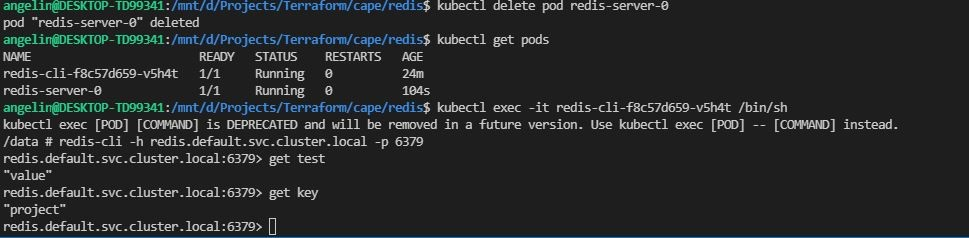 angelin@DESKTOP-TD99341:/mnt/d/Projects/Terraform/cape/redis$ kubectl delete pod redis-server-0
pod "redis-server-0" deleted
angelin@DESKTOP-TD99341:/mnt/d/Projects/Terraform/cape/redis$ kubectl get pods
NAME READY STATUS RESTARTS AGE
redis-cli-f8c57d659-v5h4t 1/1 Running 0 24m
redis-server-0 1/1 Running 0 104s
angelin@DESKTOP-TD99341:/mnt/d/Projects/Terraform/cape/redis$ kubectl exec -it redis-cli-f8c57d659-v5h4t /bin/sh
kubectl exec [POD] [COMMAND] is DEPRECATED and will be removed in a future version. Use kubectl exec [POD] -- [COMMAND] instead.
/data # redis-cli -h redis.default.svc.cluster.local -p 6379
redis.default.svc.cluster.local:6379> get test
"value"
redis.default.svc.cluster.local:6379> get key
"project"
redis.default.svc.cluster.local:6379>